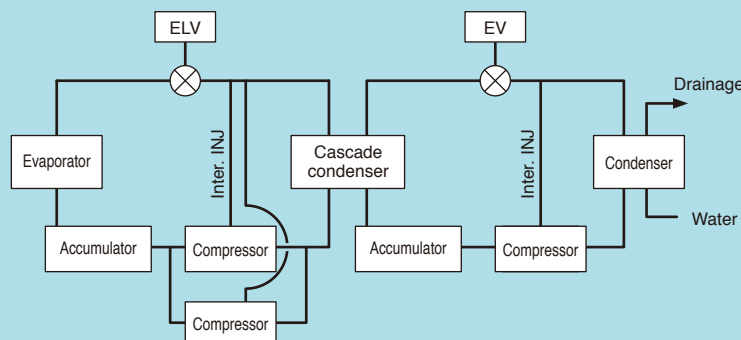 ELV
EV
Drainage
Evaporator
Inter. INJ
Cascade
condenser
Inter. INJ
Condenser
Water
Accumulator
Compressor
Accumulator
Compressor
Compressor